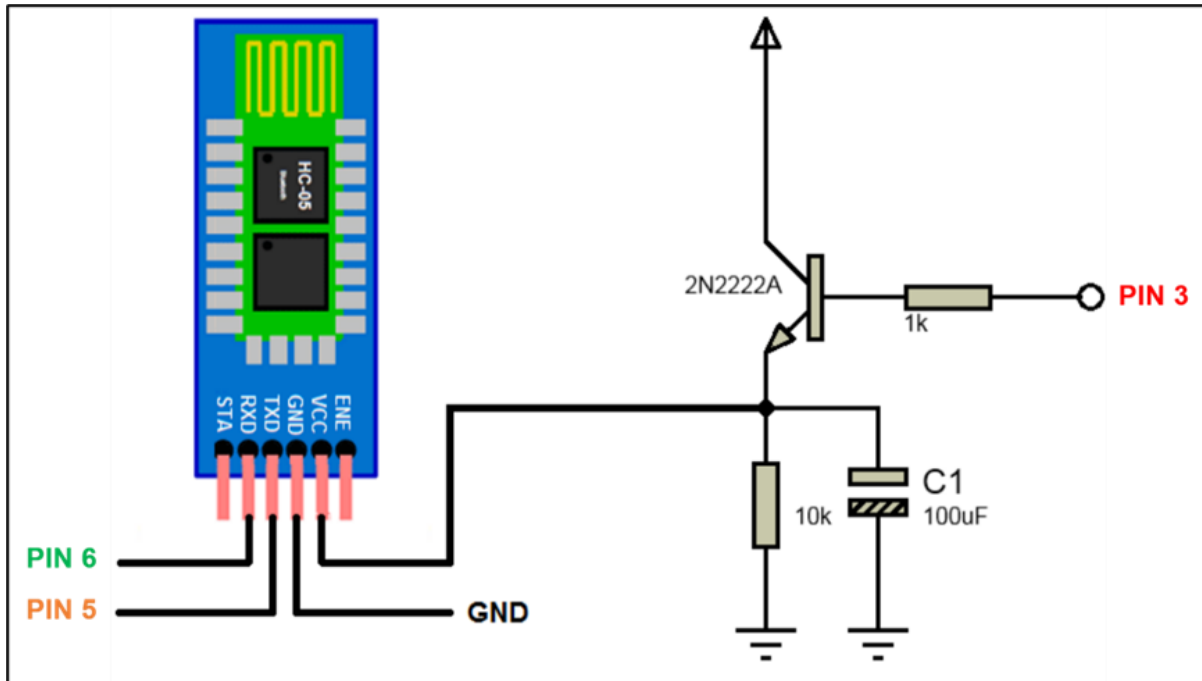 HC-05
Bluetooth
STA
RXD
TXD
GND
VCC
ENE
2N2222A
1k
PIN 3
10k
C1
100uF
PIN 6
PIN 5
GND